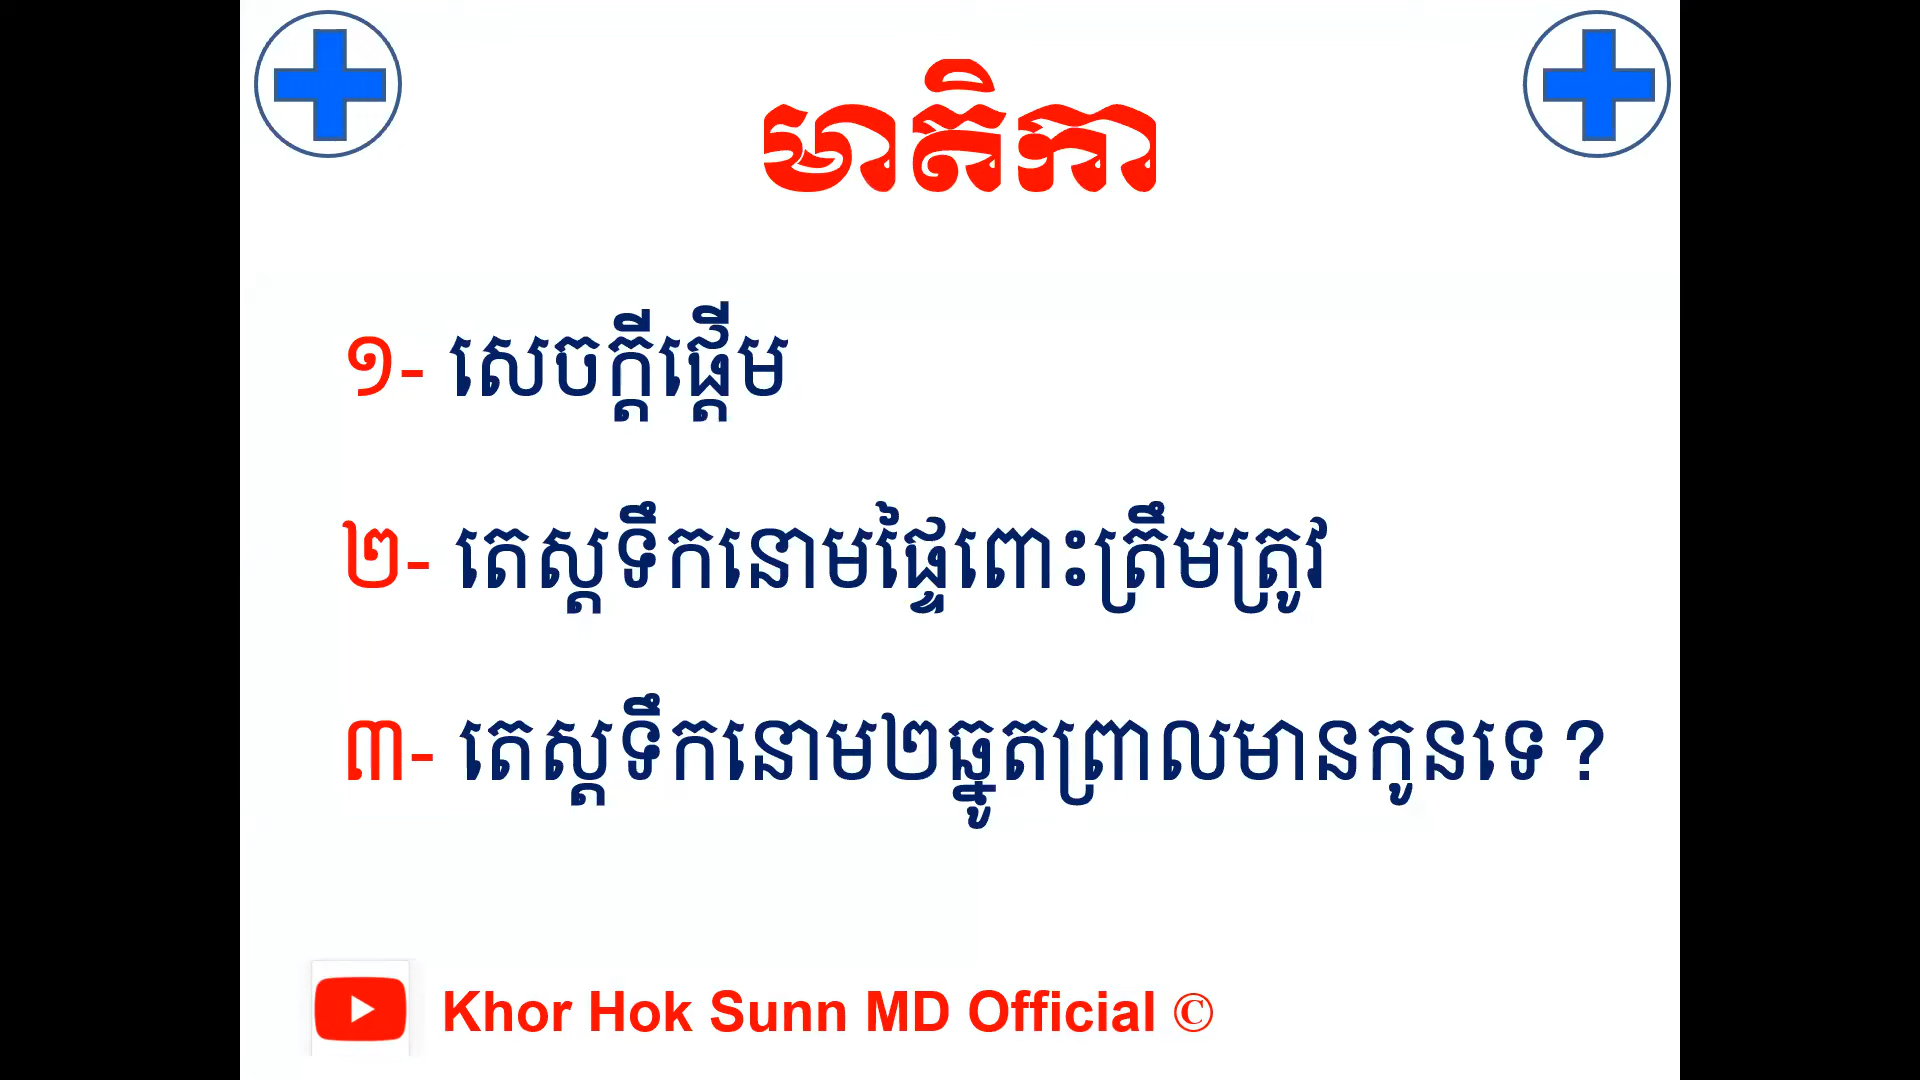 មាតិកា
១- សេចក្តីផ្តើម
២- តេស្តទឹកនោមផ្ទៃពោះត្រឹមត្រូវ
៣- តេស្តទឹកនោម២ឆ្នូតព្រាលមានកូនទេ ?
Khor Hok Sunn MD Official ©